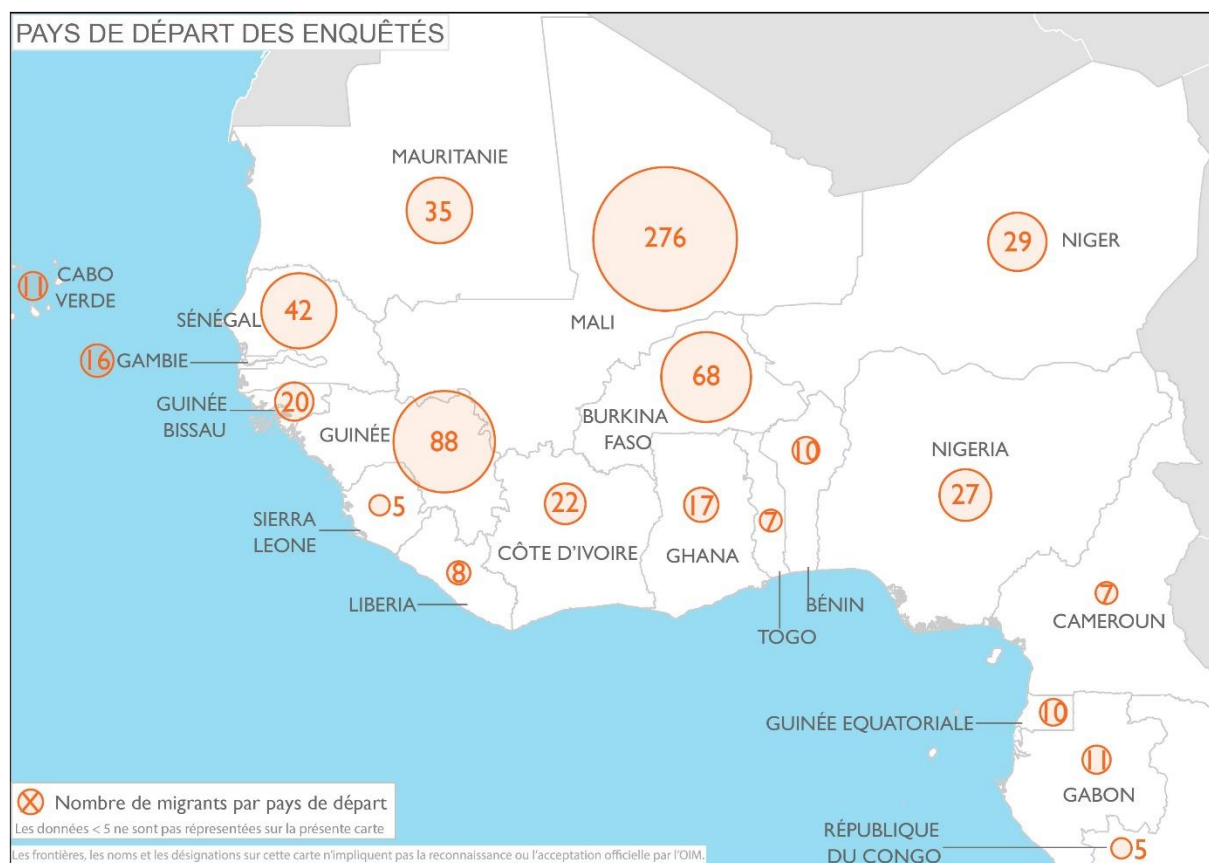 PAYS DE DÉPART DES ENQUÊTÉS
MAURITANIE
35
276
29
NIGER
11
CABO
VERDE
42
SÉNÉGAL
MALI
16
GAMBIE
68
20
GUINÉE
BISSAU
GUINÉE
88
BURKINA
FASO
10
NIGERIA
27
5
22
17
7
SIERRA
LEONE
CÔTE D'IVOIRE
GHANA
8
LIBERIA
BÉNIN
TOGO
7
CAMEROUN
10
GUINÉE EQUATORIALE
11
GABON
RÉPUBLIQUE
DU CONGO
5
Nombre de migrants par pays de départ
Les données < 5 ne sont pas répresentées sur la présente carte
Les frontières, les noms et les désignations sur cette carte n'impliquent pas la reconnaissance ou l'acceptation officielle par l'OIM.